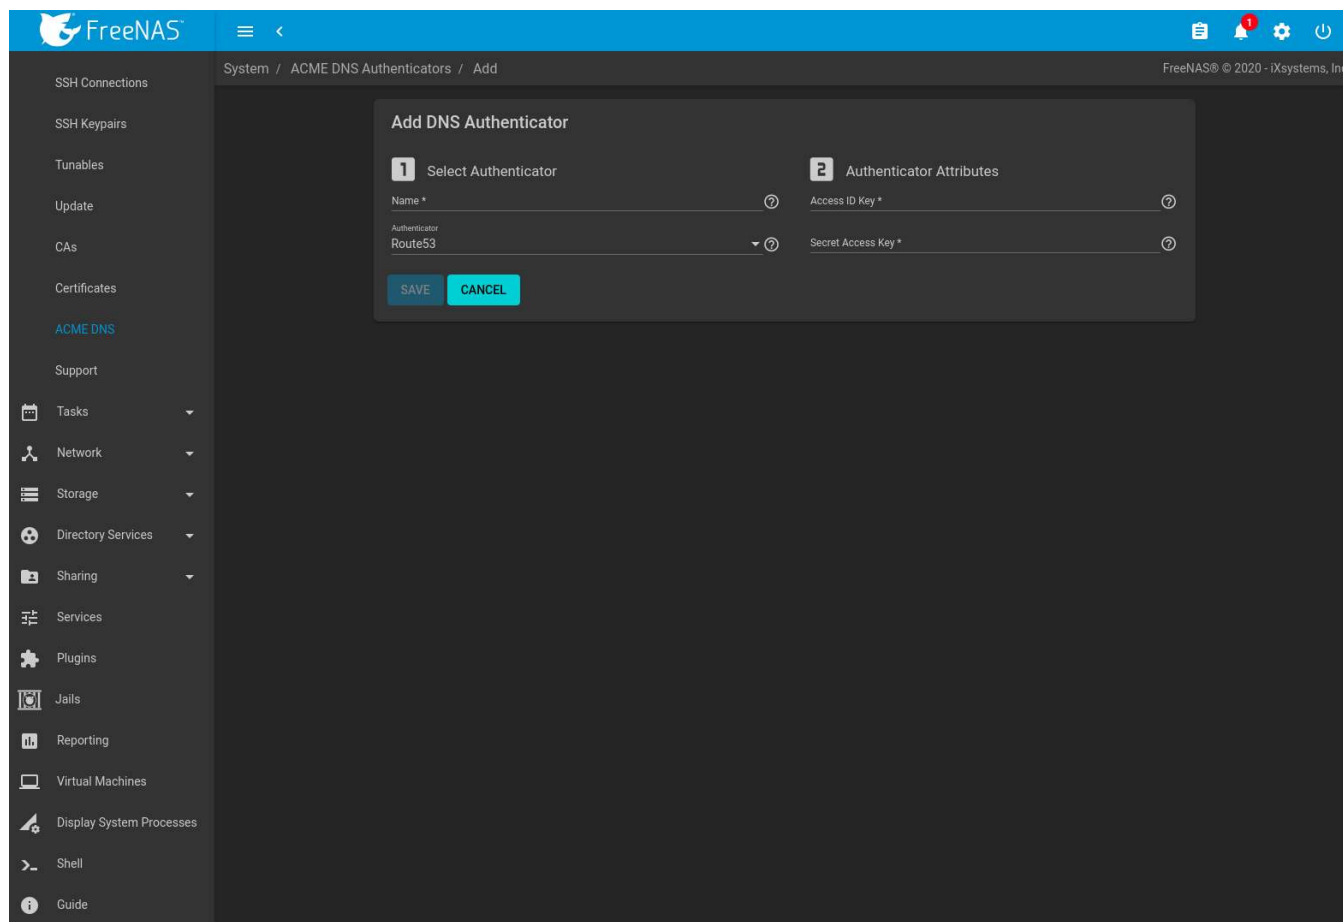 FreeNAS™
1
System / ACME DNS Authenticators / Add
FreeNAS® © 2020 - iXsystems, Inc
SSH Connections
SSH Keypairs
Tunables
Update
CAs
Certificates
ACME DNS
Support
Tasks
Network
Storage
Directory Services
Sharing
Services
Plugins
Jails
Reporting
Virtual Machines
Display System Processes
Shell
Guide
Add DNS Authenticator
1 Select Authenticator
Name *
Authenticator
Route53
2 Authenticator Attributes
Access ID Key *
Secret Access Key *
SAVE CANCEL